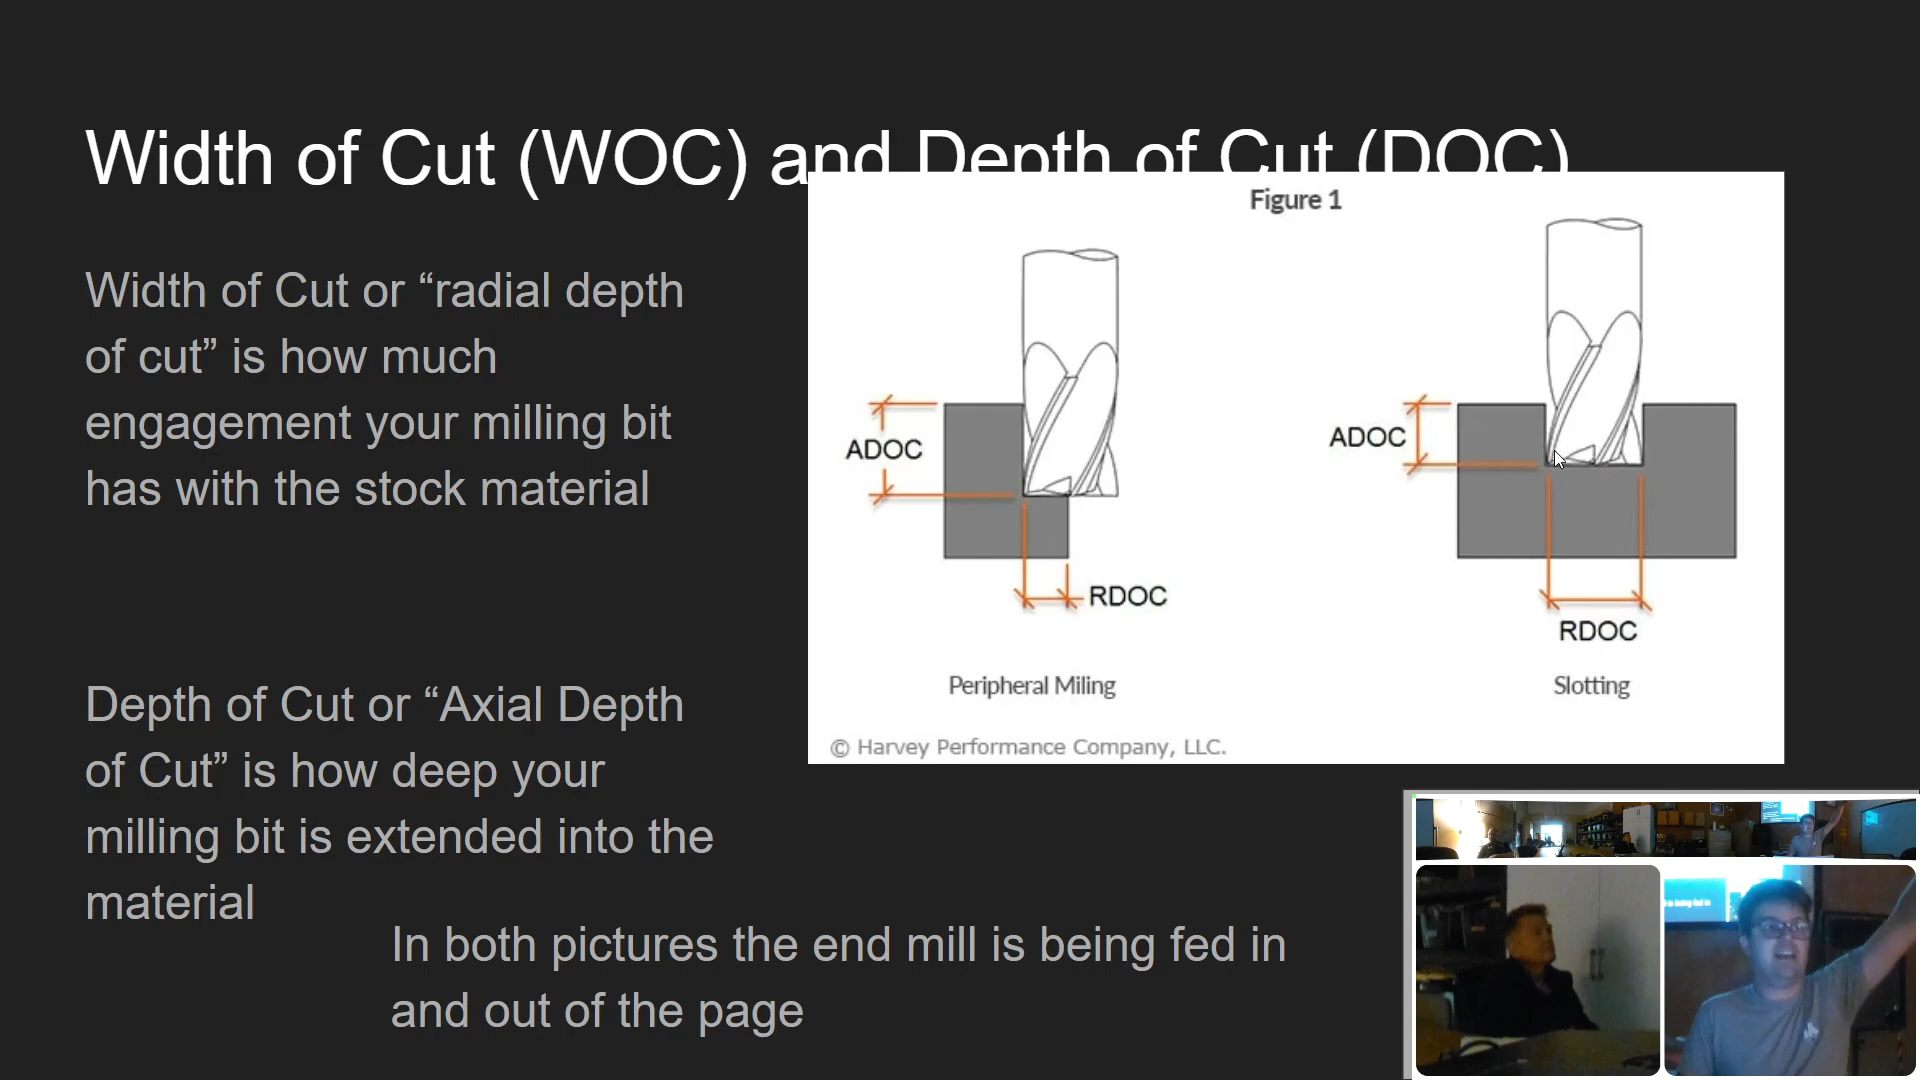 Width of Cut (WOC) and Depth of Cut (DOC)
Width of Cut or “radial depth
of cut” is how much
engagement your milling bit
has with the stock material
Depth of Cut or “Axial Depth
of Cut” is how deep your
milling bit is extended into the
material
In both pictures the end mill is being fed in
and out of the page
Figure 1
ADOC
RDOC
Peripheral Miling
ADOC
RDOC
Slotting
© Harvey Performance Company, LLC.